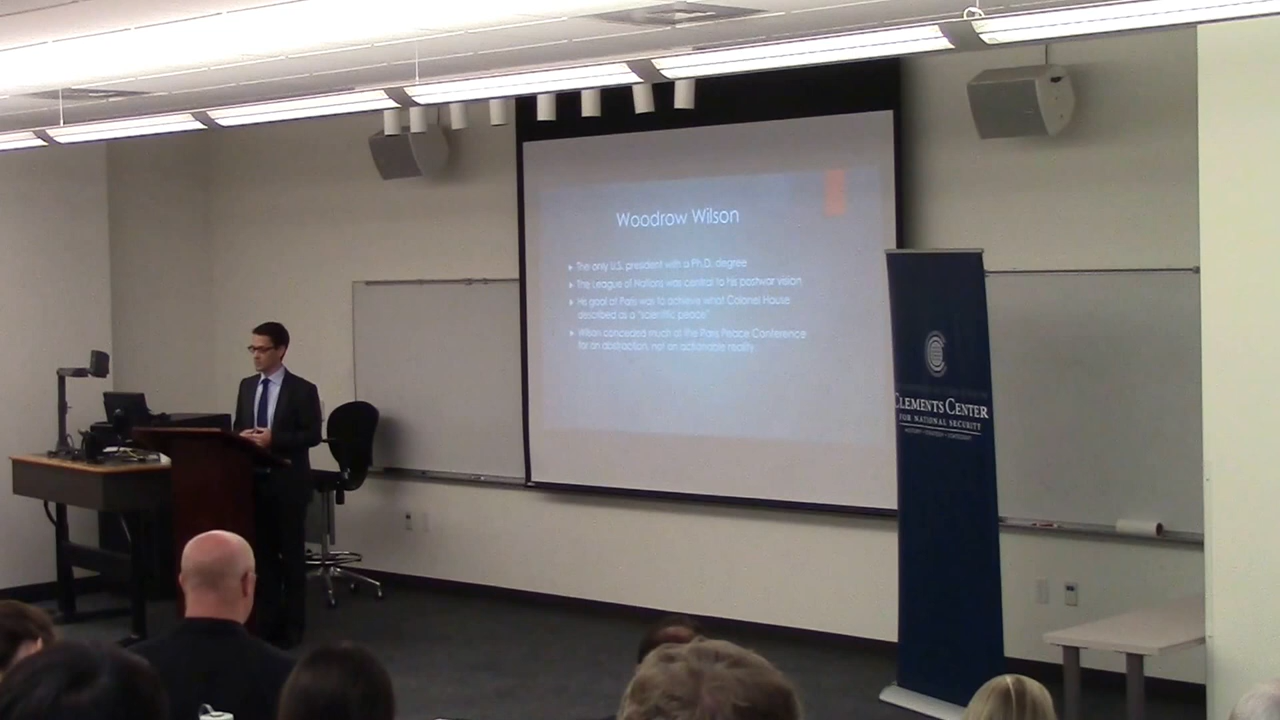 Woodrow Wilson
The only U.S. president with a Ph.D. degree
The League of Nations was central to his postwar vision
His goal at Paris was to achieve what Colonel House
described as a "scientific peace"
Wilson conceded much at the Paris Peace Conference
for an abstraction, not an actionable reality
CLEMENTS CENTER
FOR NATIONAL SECURITY